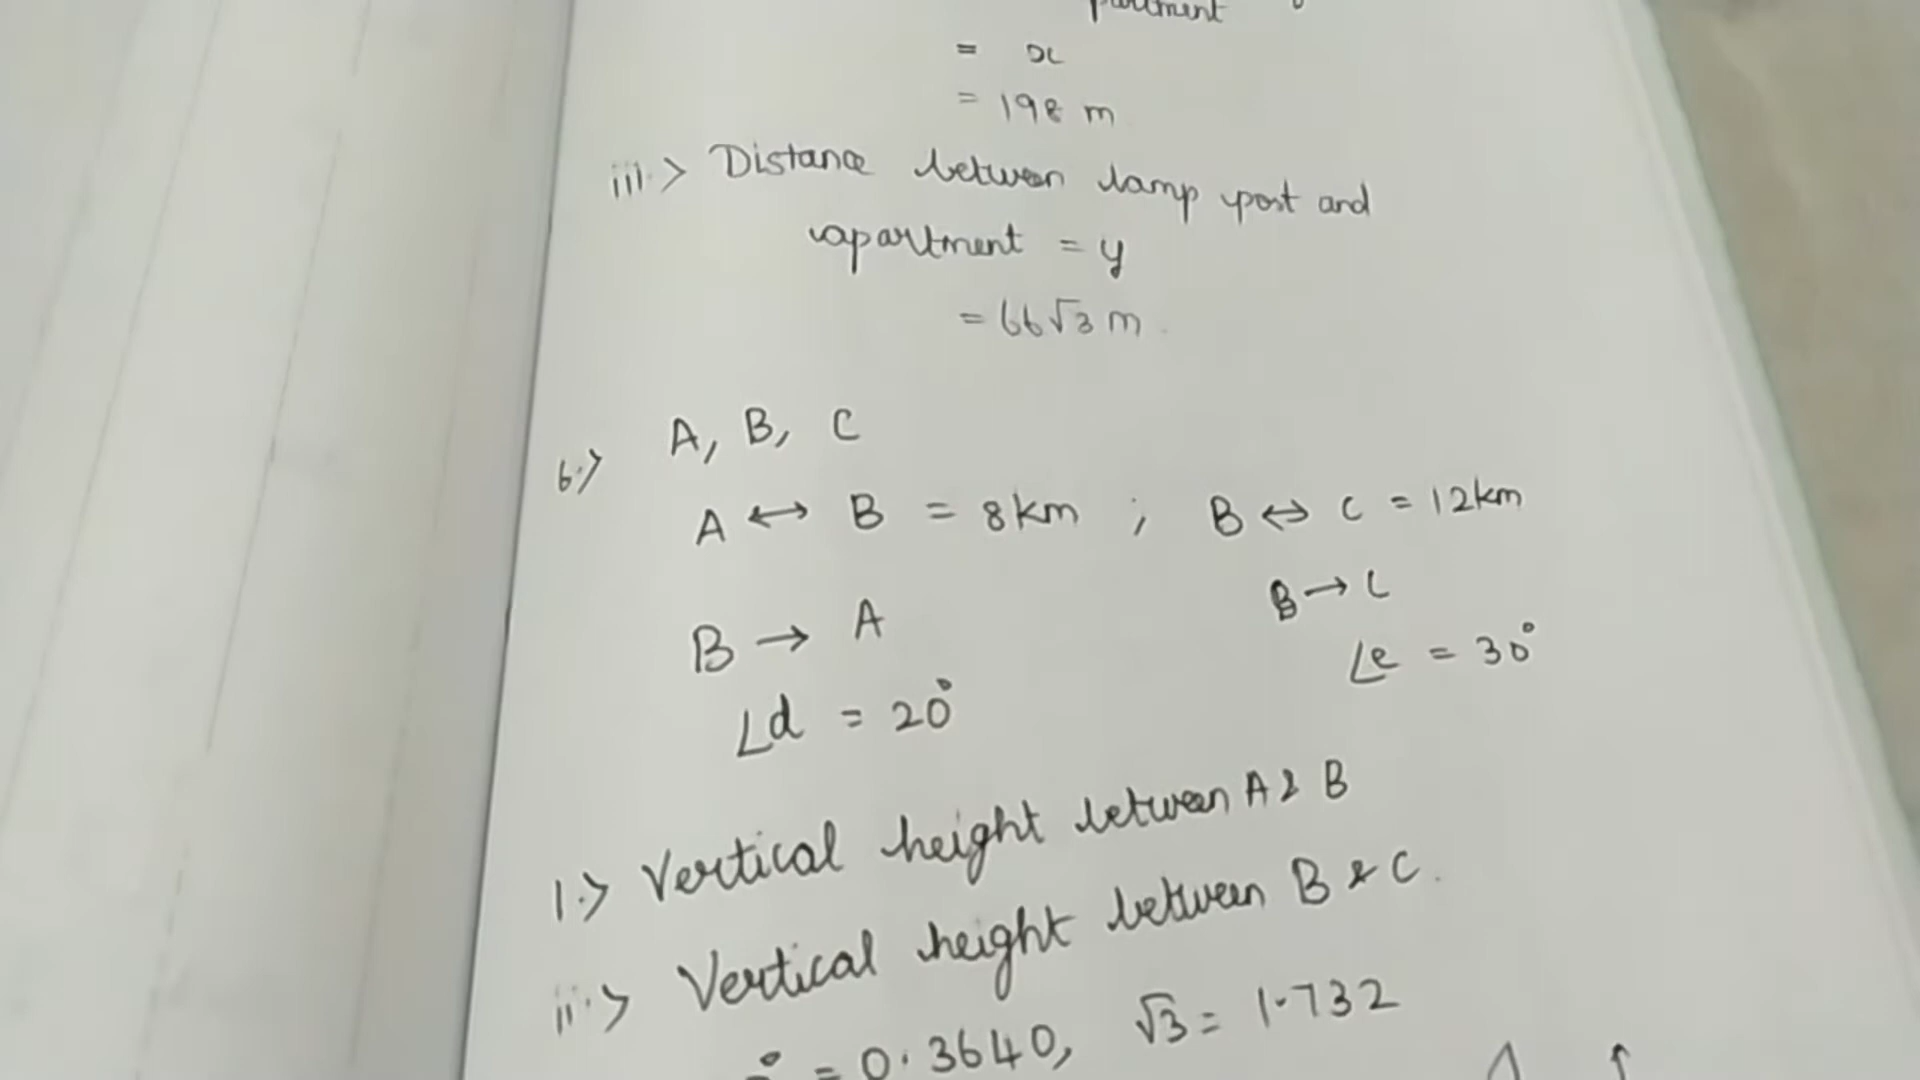 = x
= 198 m
iii.> Distance between lamp post and
apartment = y
= 66√3 m
6.> A, B, C
A ↔ B = 8km ; B ↔ C = 12km
B → A B → C
∠d = 20° ∠e = 30°
1.> Vertical height between A & B
ii.> Vertical height between B & C.
= 0.3640, √3 = 1.732